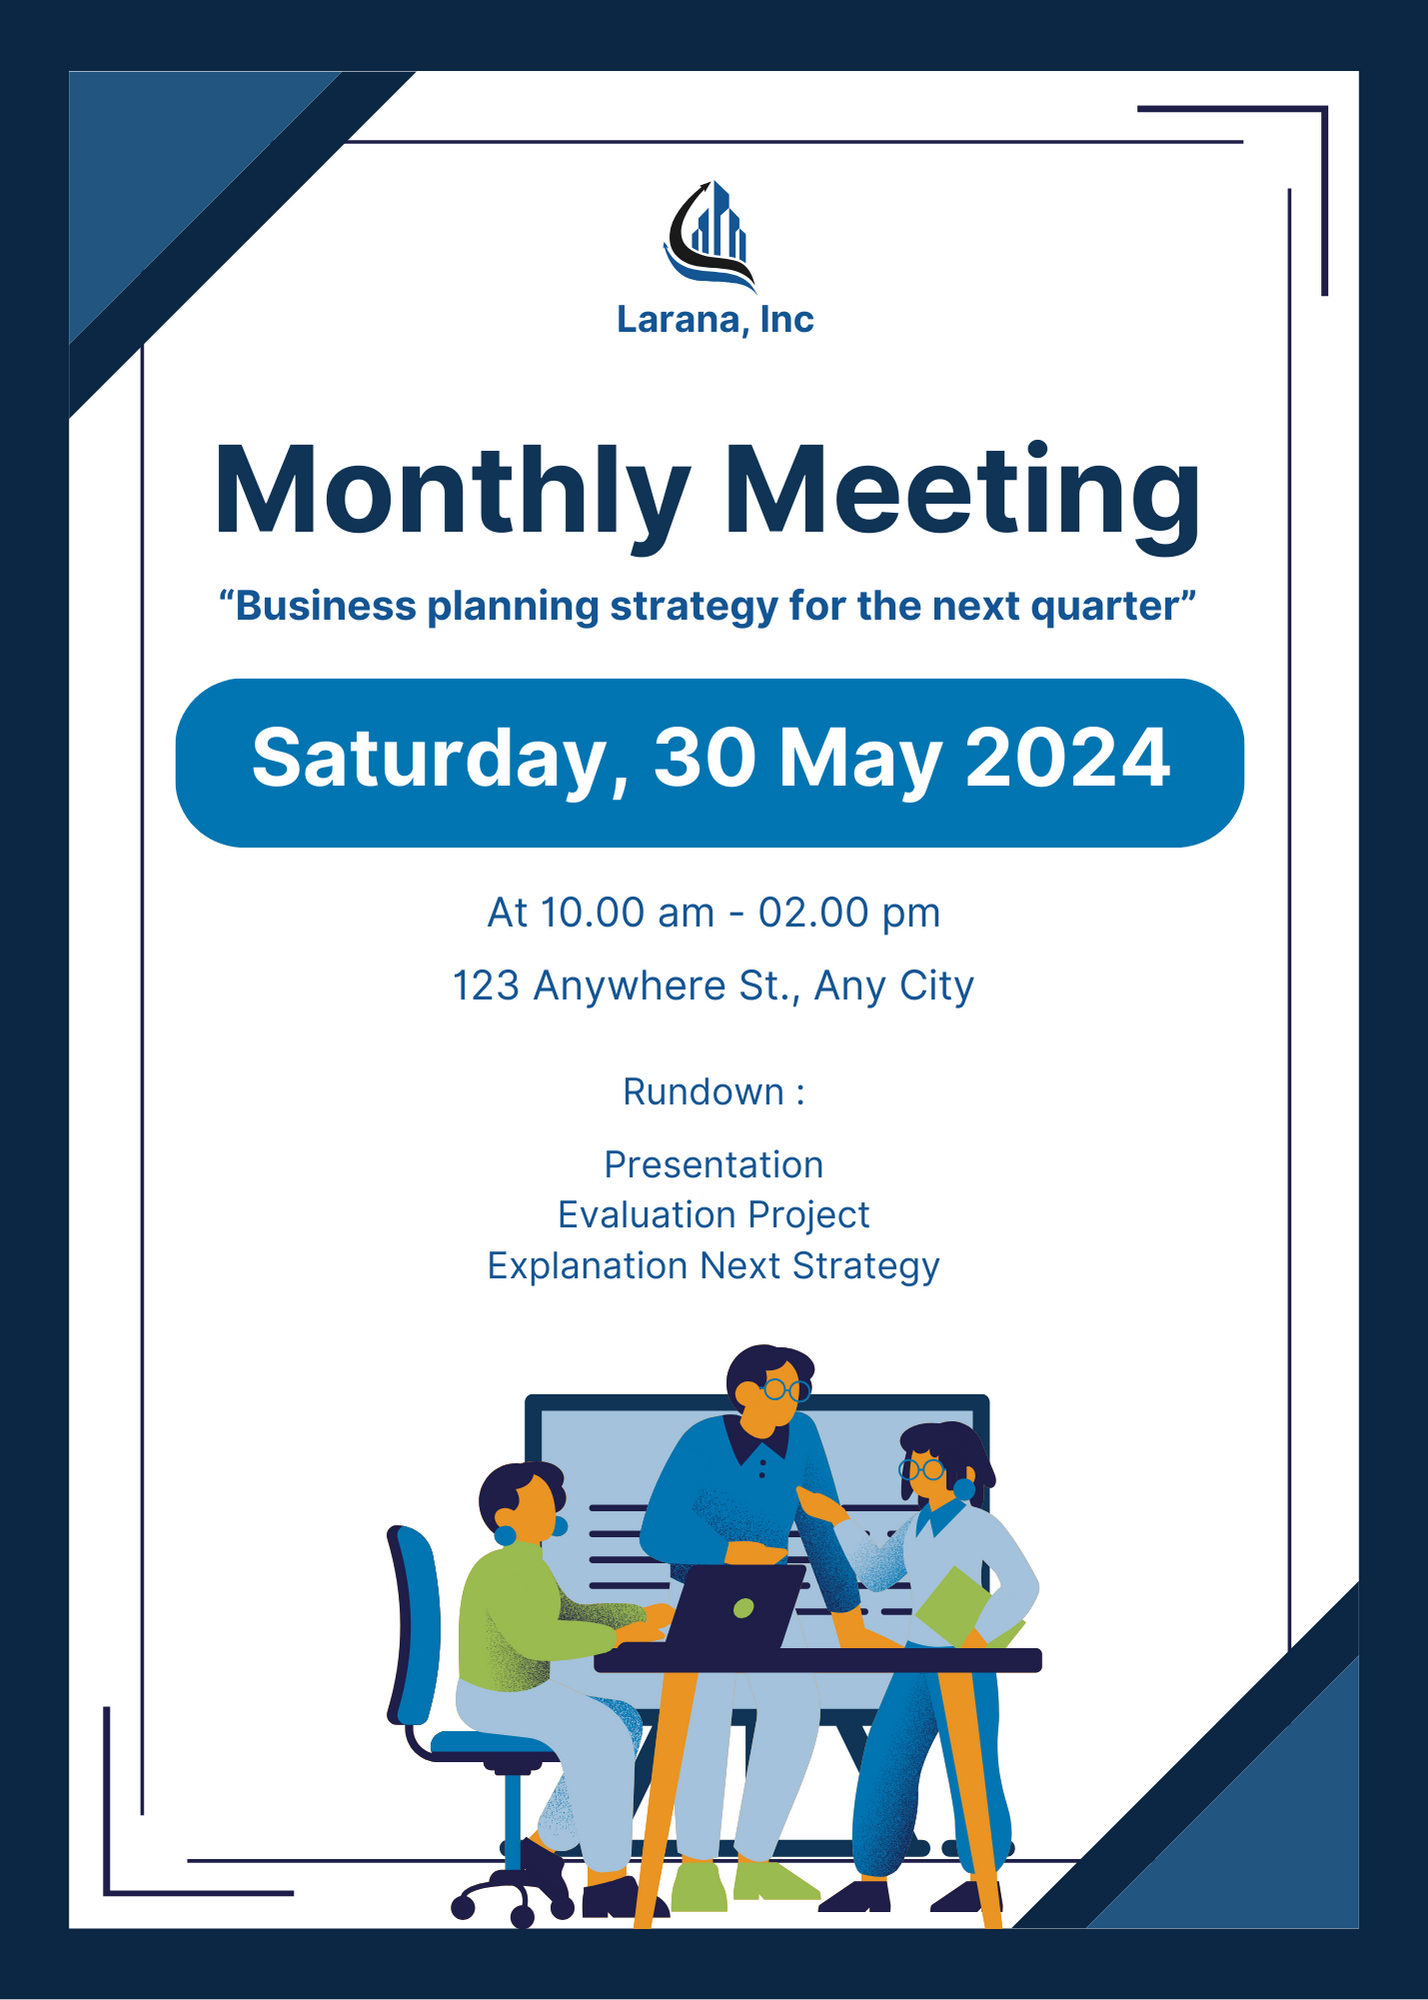 Larana, Inc
Monthly Meeting
“Business planning strategy for the next quarter”
Saturday, 30 May 2024
At 10.00 am - 02.00 pm
123 Anywhere St., Any City
Rundown :
Presentation
Evaluation Project
Explanation Next Strategy